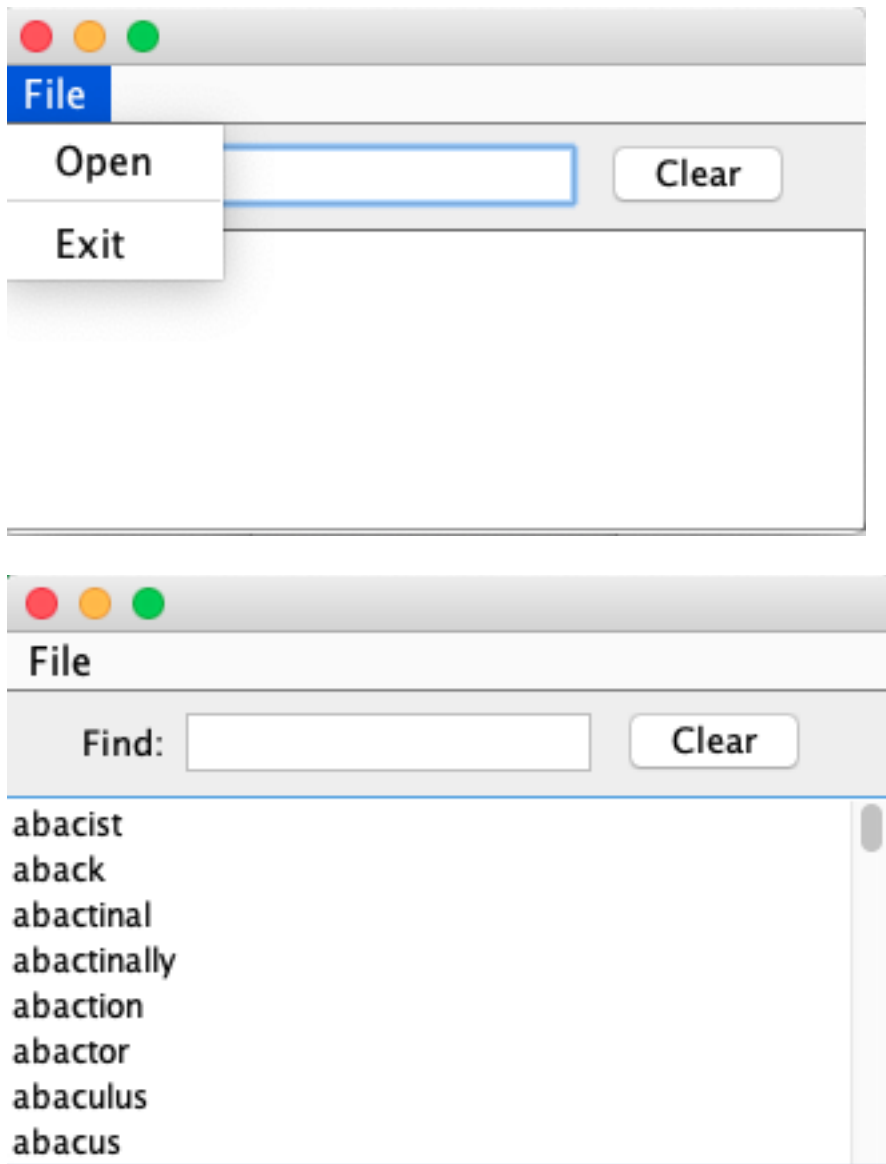 File
Open
Clear
Exit
File
Find:
Clear
abacist
aback
abactinal
abactinally
abaction
abactor
abaculus
abacus